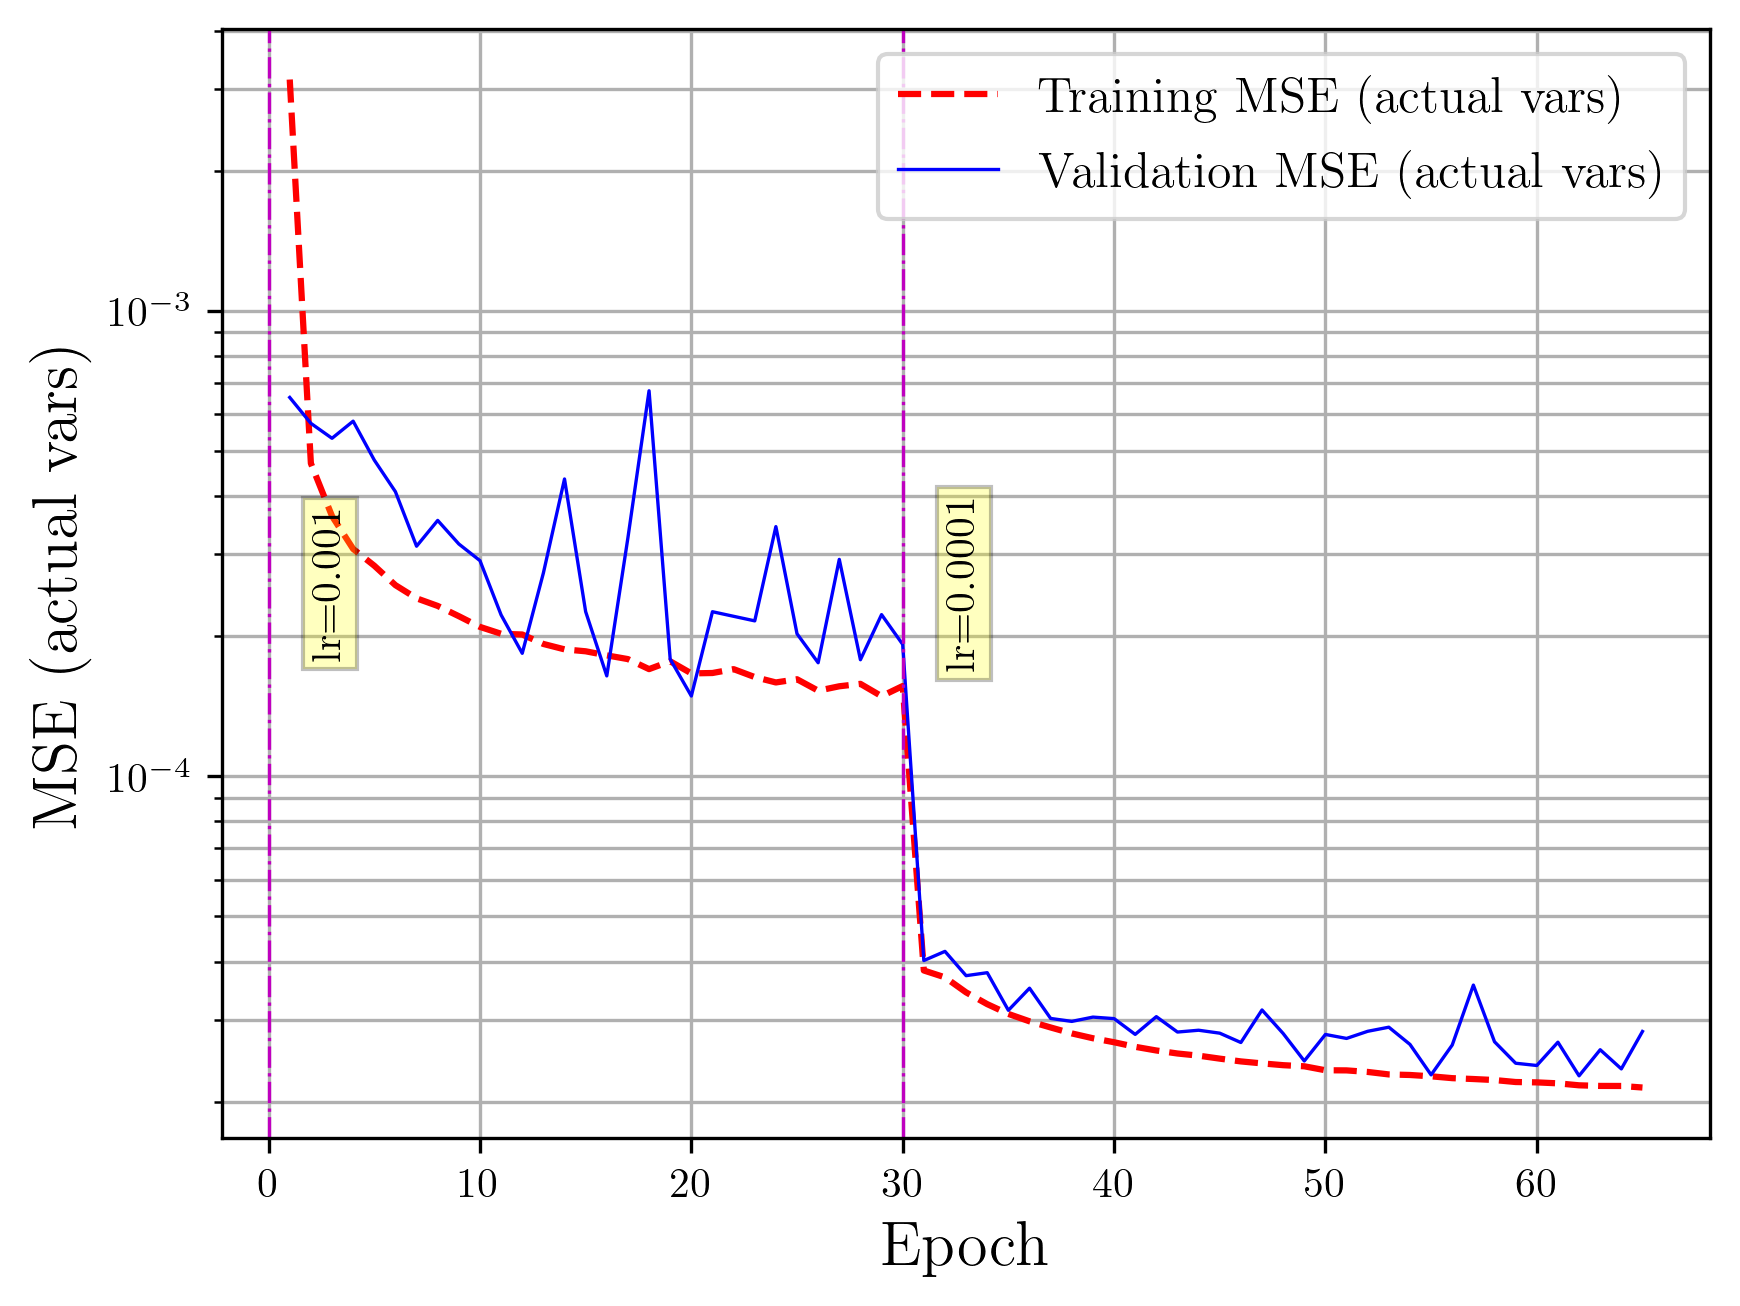 Training MSE (actual vars)
Validation MSE (actual vars)
MSE (actual vars)
10⁻³
10⁻⁴
lr=0.001
lr=0.0001
0 10 20 30 40 50 60
Epoch